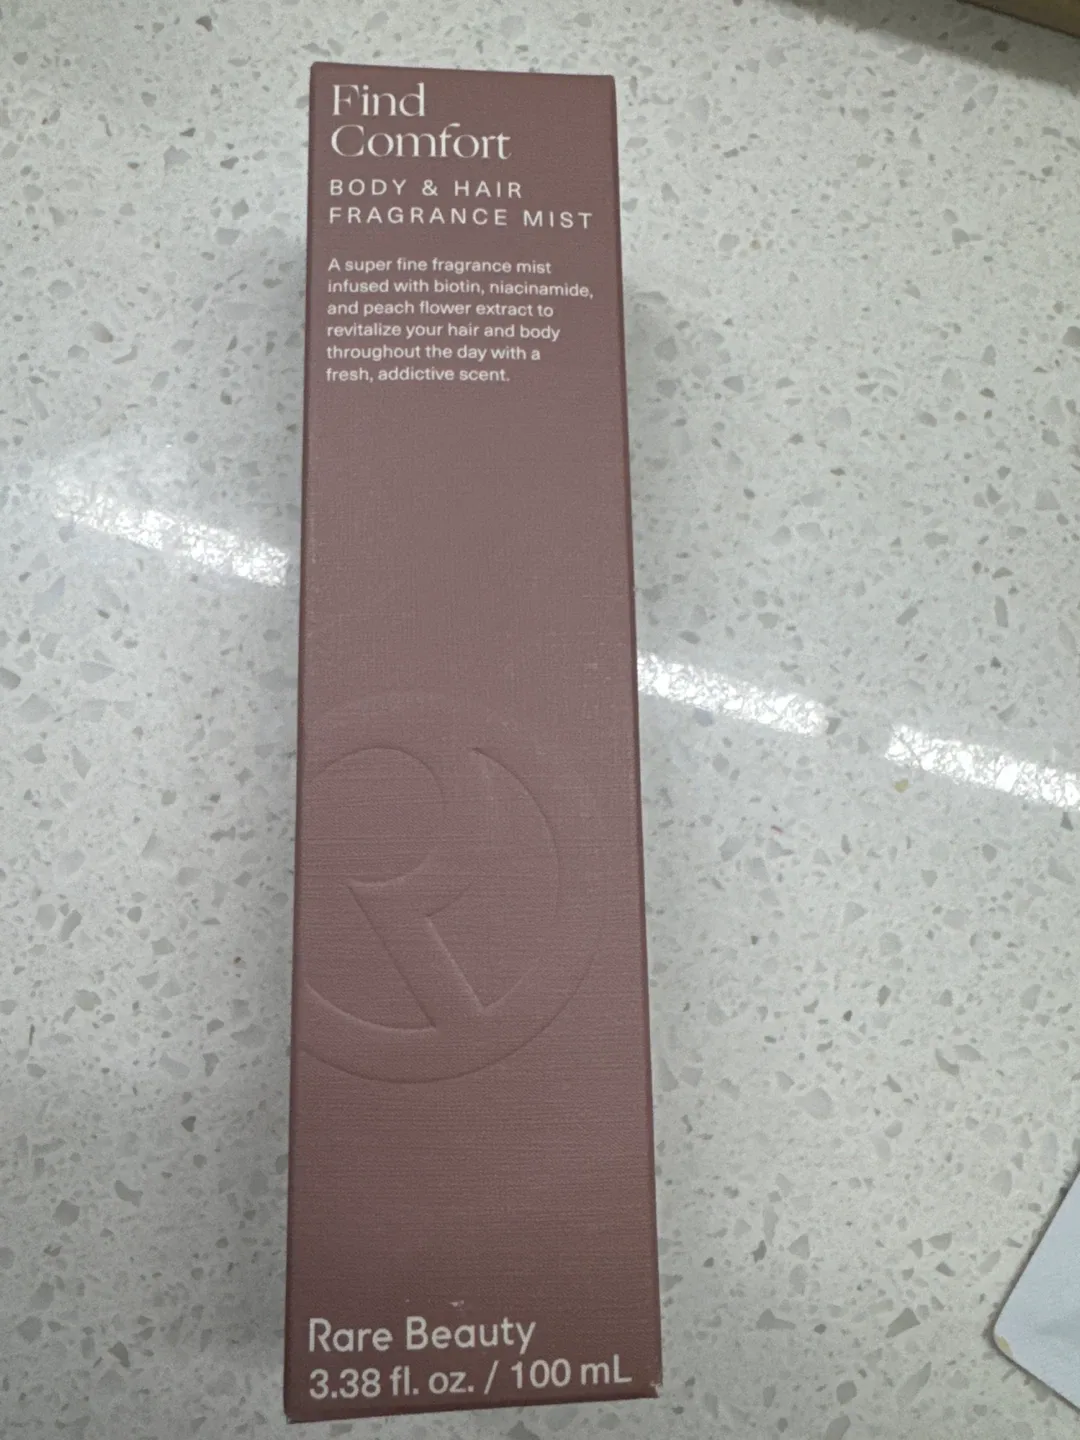 Find
Comfort
BODY & HAIR
FRAGRANCE MIST
A super fine fragrance mist
infused with biotin, niacinamide,
and peach flower extract to
revitalize your hair and body
throughout the day with a
fresh, addictive scent.
R
Rare Beauty
3.38 fl. oz. / 100 mL